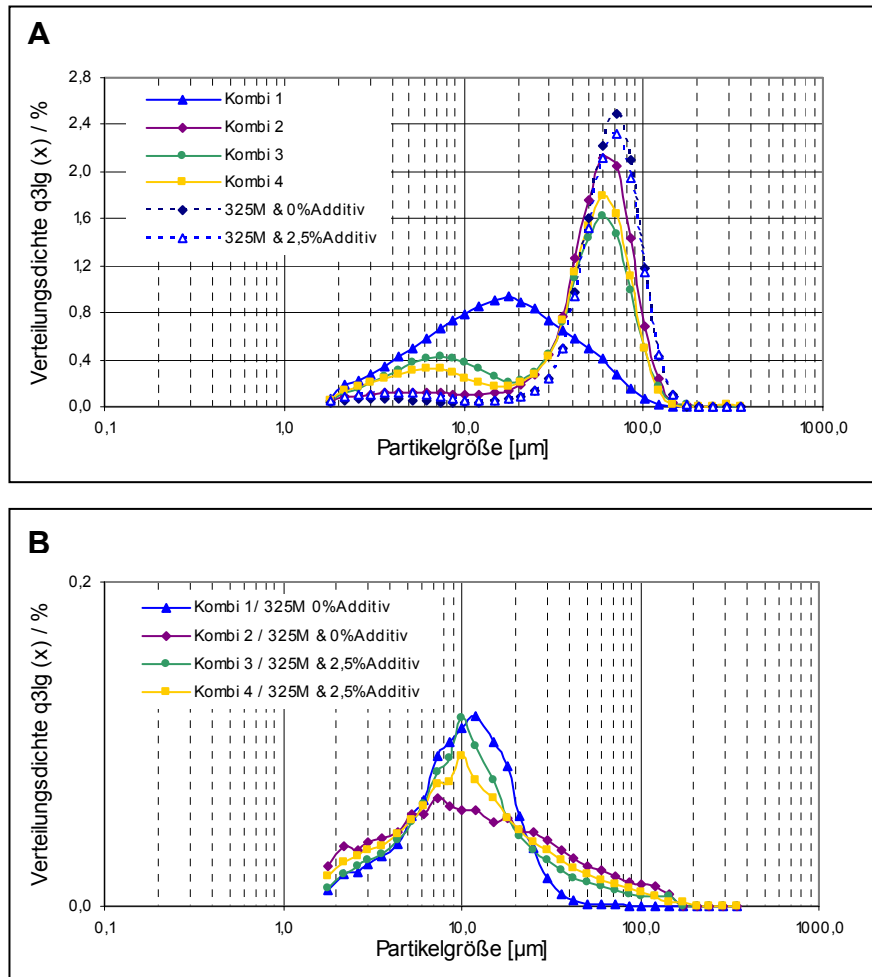 A
Verteilungsdichte q3lg (x) / %
2,8
2,4
2,0
1,6
1,2
0,8
0,4
0,0
Kombi 1
Kombi 2
Kombi 3
Kombi 4
325M & 0%Additiv
325M & 2,5%Additiv
0,1
1,0
10,0
100,0
1000,0
Partikelgröße [µm]
B
Verteilungsdichte q3lg (x) / %
0,2
0,0
Kombi 1/ 325M 0%Additiv
Kombi 2 / 325M & 0%Additiv
Kombi 3 / 325M & 2,5%Additiv
Kombi 4 / 325M & 2,5%Additiv
0,1
1,0
10,0
100,0
1000,0
Partikelgröße [µm]